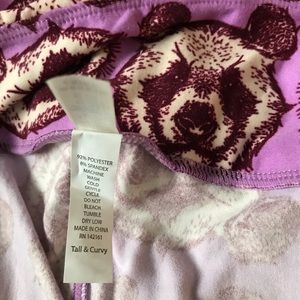 92% POLYESTER
8% SPANDEX
MACHINE
WASH
COLD
GENTLE
CYCLE
DO NOT
BLEACH
TUMBLE
DRY LOW
MADE IN CHINA
RN 142161
Tall & Curvy